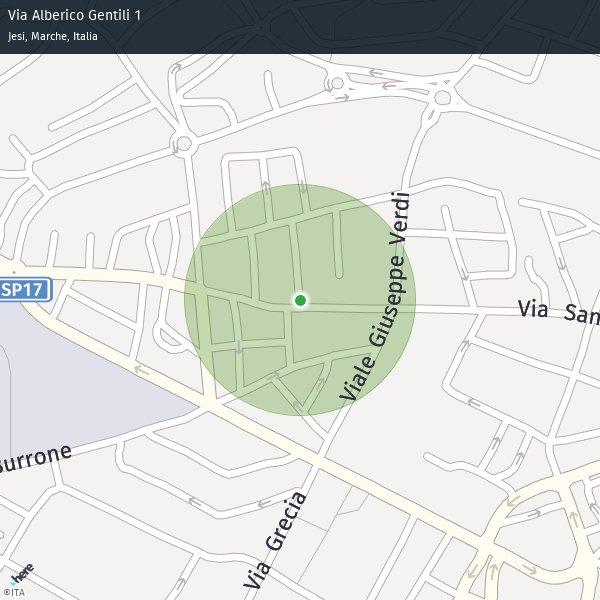 Via Alberico Gentili 1
Jesi, Marche, Italia
Viale Giuseppe Verdi
SP17
Via San
Burrone
Via Grecia
here
©ITA